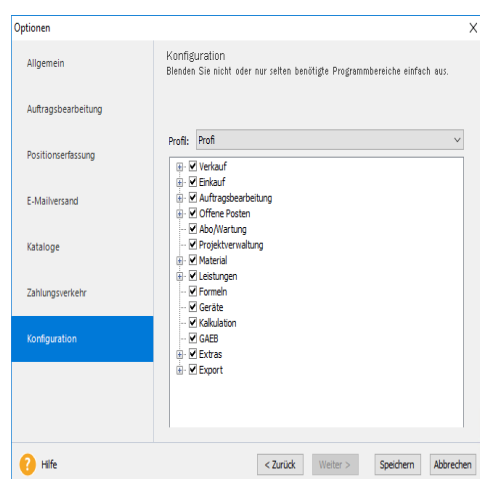 Optionen
Allgemein
Auftragsbearbeitung
Positionserfassung
E-Mailversand
Kataloge
Zahlungsverkehr
Konfiguration
Konfiguration
Blenden Sie nicht oder nur selten benötigte Programmbereiche einfach aus.
Profil: Profi
Verkauf
Einkauf
Auftragsbearbeitung
Offene Posten
Abo/Wartung
Projektverwaltung
Material
Leistungen
Formeln
Geräte
Kalkulation
GAEB
Extras
Export
? Hilfe < Zurück Weiter > Speichern Abbrechen